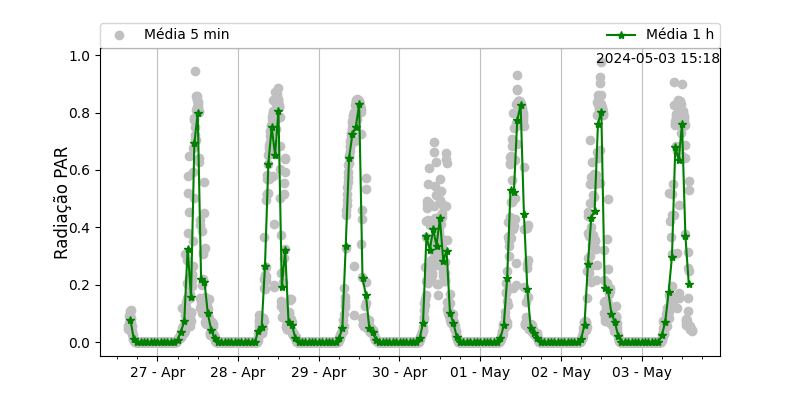 Média 5 min
Média 1 h
2024-05-03 15:18
Radiação PAR
1.0
0.8
0.6
0.4
0.2
0.0
27 - Apr
28 - Apr
29 - Apr
30 - Apr
01 - May
02 - May
03 - May